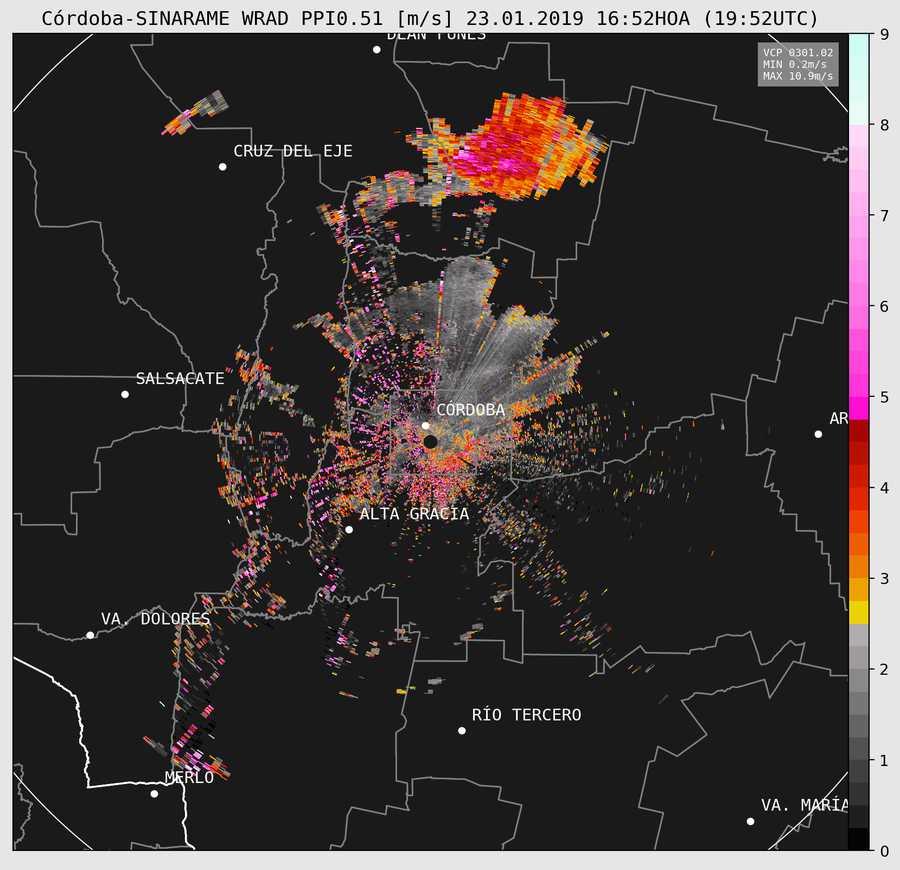 Córdoba-SINARAME WRAD PPI0.51 [m/s] 23.01.2019 16:52HOA (19:52UTC)
DEAN FUNES
VCP 0301.02
MIN 0.2m/s
MAX 10.9m/s
CRUZ DEL EJE
SALSACATE
CÓRDOBA
AR
ALTA GRACIA
VA. DOLORES
RÍO TERCERO
MERLO
VA. MARÍA
9
8
7
6
5
4
3
2
1
0